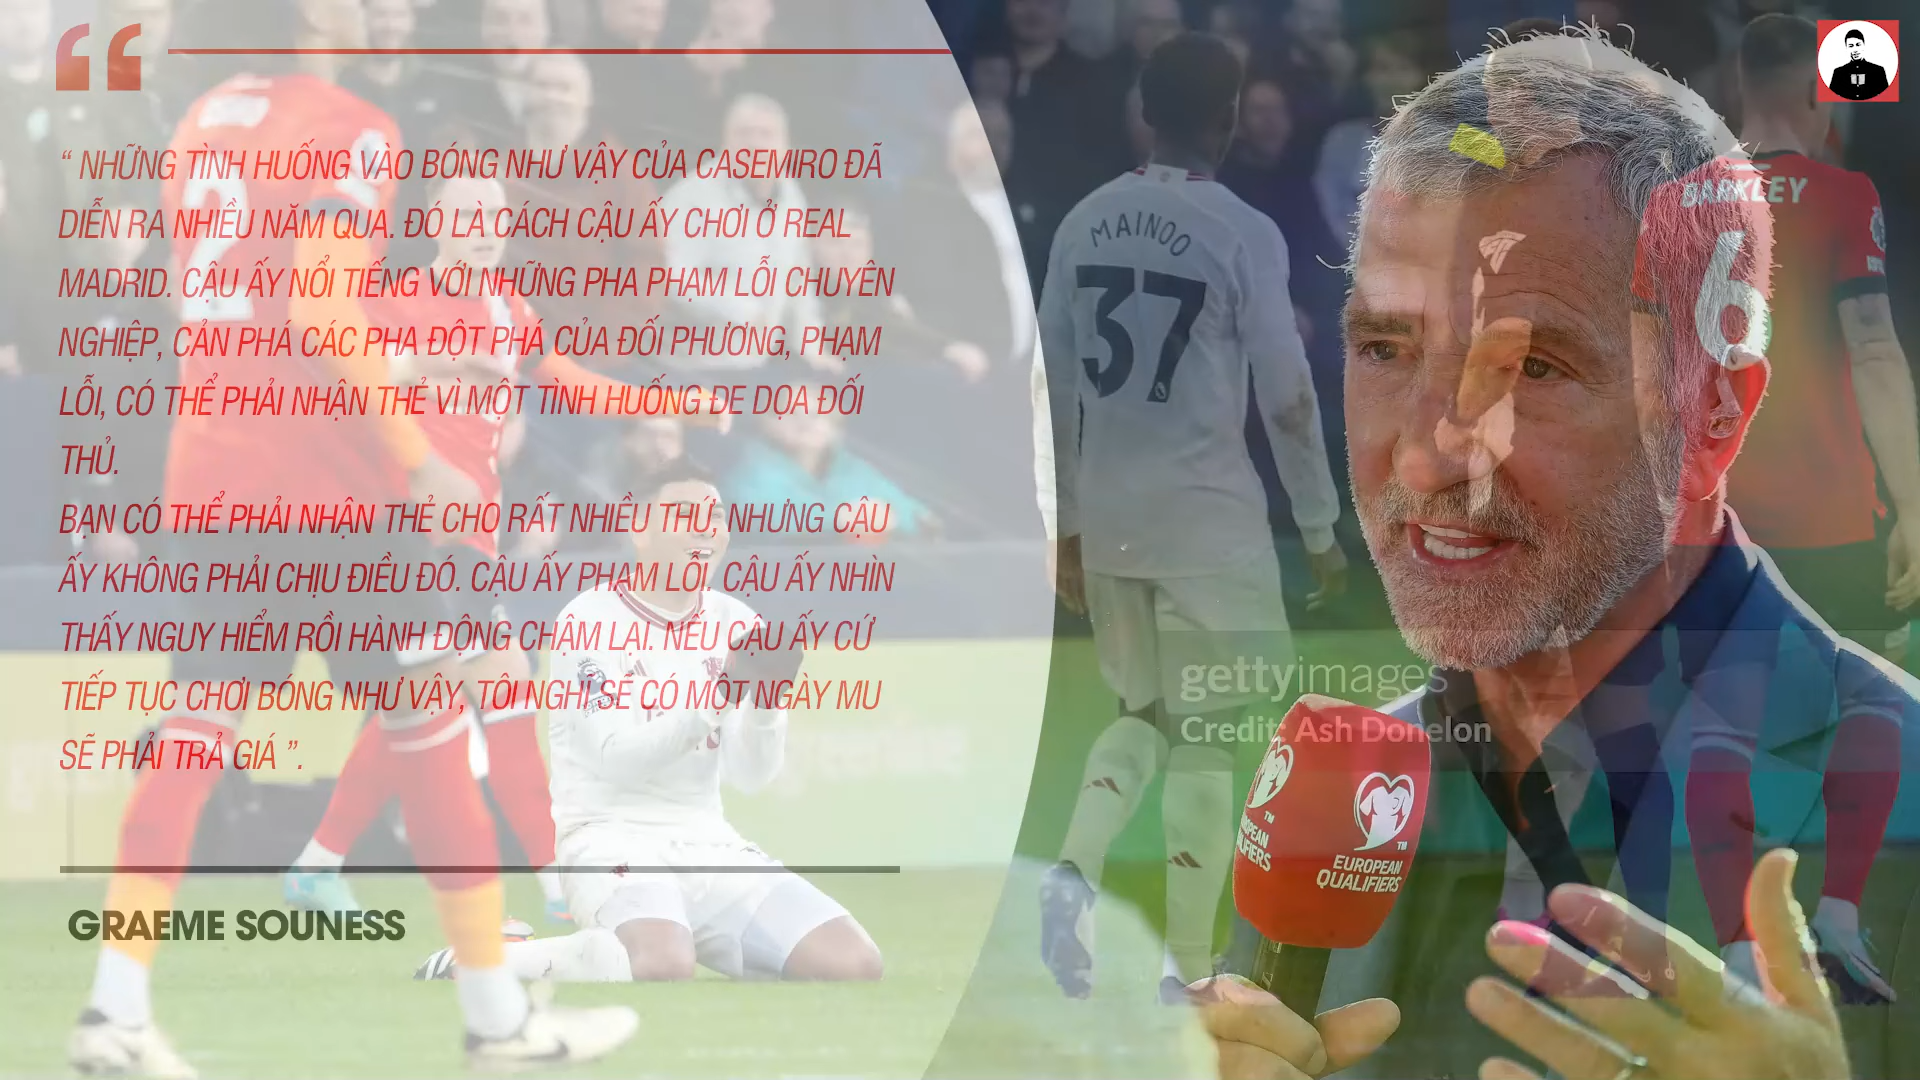 “ NHỮNG TÌNH HUỐNG VÀO BÓNG NHƯ VẬY CỦA CASEMIRO ĐÃ
DIỄN RA NHIỀU NĂM QUA. ĐÓ LÀ CÁCH CẬU ẤY CHƠI Ở REAL
MADRID. CẬU ẤY NỔI TIẾNG VỚI NHỮNG PHA PHẠM LỖI CHUYÊN
NGHIỆP, CẢN PHÁ CÁC PHA ĐỘT PHÁ CỦA ĐỐI PHƯƠNG, PHẠM
LỖI, CÓ THỂ PHẢI NHẬN THẺ VÌ MỘT TÌNH HUỐNG ĐE DỌA ĐỐI
THỦ.
BẠN CÓ THỂ PHẢI NHẬN THẺ CHO RẤT NHIỀU THỨ, NHƯNG CẬU
ẤY KHÔNG PHẢI CHỊU ĐIỀU ĐÓ. CẬU ẤY PHẠM LỖI. CẬU ẤY NHÌN
THẤY NGUY HIỂM RỒI HÀNH ĐỘNG CHẬM LẠI. NẾU CẬU ẤY CỨ
TIẾP TỤC CHƠI BÓNG NHƯ VẬY, TÔI NGHĨ SẼ CÓ MỘT NGÀY MU
SẼ PHẢI TRẢ GIÁ ”.
GRAEME SOUNESS
MAINOO
37
BARKLEY
6
2
gettyimages
Credit: Ash Donelon
EUROPEAN
QUALIFIERS